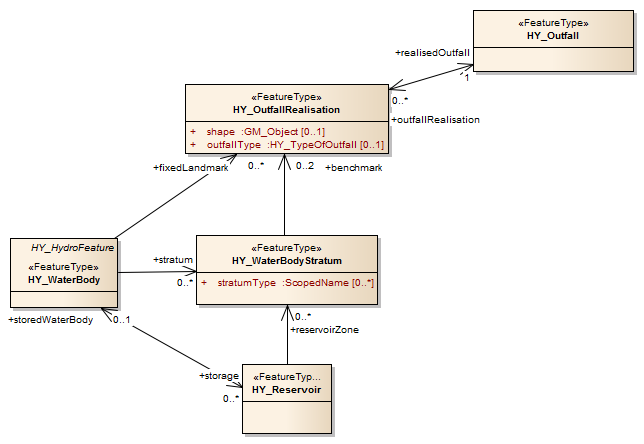 «FeatureType»
HY_Outfall
+realisedOutfall
1
0..*
+outfallRealisation
«FeatureType»
HY_OutfallRealisation
+ shape :GM_Object [0..1]
+ outfallType :HY_TypeOfOutfall [0..1]
+fixedLandmark
0..*
0..2
+benchmark
HY_HydroFeature
«FeatureType»
HY_WaterBody
+stratum
0..*
«FeatureType»
HY_WaterBodyStratum
+ stratumType :ScopedName [0..*]
+storedWaterBody
0..1
0..*
+reservoirZone
+storage
0..*
«FeatureTyp...
HY_Reservoir